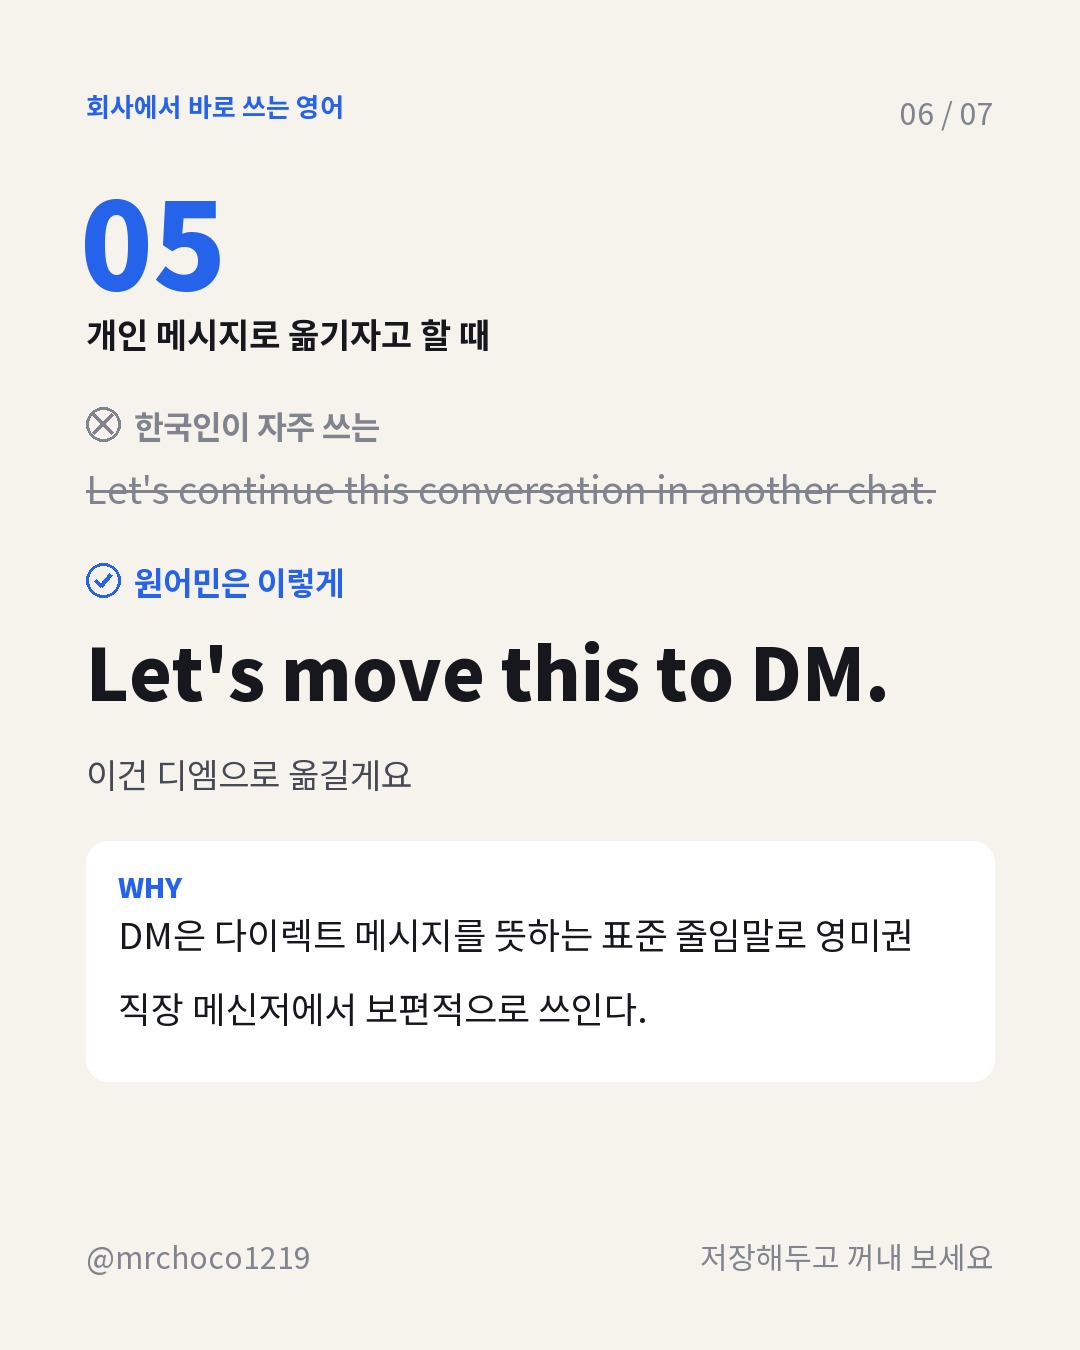 회사에서 바로 쓰는 영어
06 / 07
05
개인 메시지로 옮기자고 할 때
한국인이 자주 쓰는
Let's continue this conversation in another chat.
원어민은 이렇게
Let's move this to DM.
이건 디엠으로 옮길게요
WHY
DM은 다이렉트 메시지를 뜻하는 표준 줄임말로 영미권
직장 메신저에서 보편적으로 쓰인다.
@mrchoco1219
저장해두고 꺼내 보세요